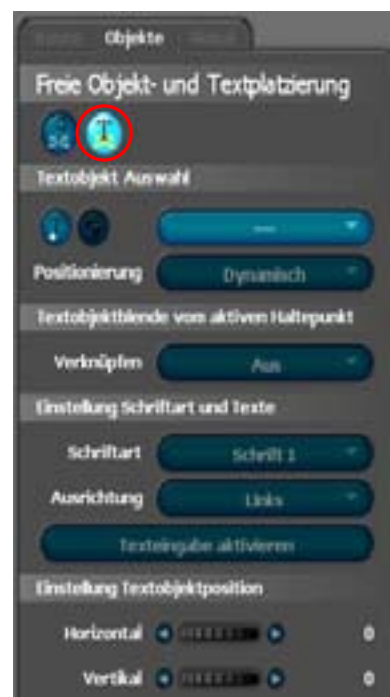 Objekte
Freie Objekt- und Textplatzierung
Textobjekt Auswahl
---
Positionierung Dynamisch
Textobjektblende vom aktiven Haltepunkt
Verknüpfen Aus
Einstellung Schriftart und Texte
Schriftart Schrift 1
Ausrichtung Links
Texteingabe aktivieren
Einstellung Textobjektposition
Horizontal 0
Vertikal 0